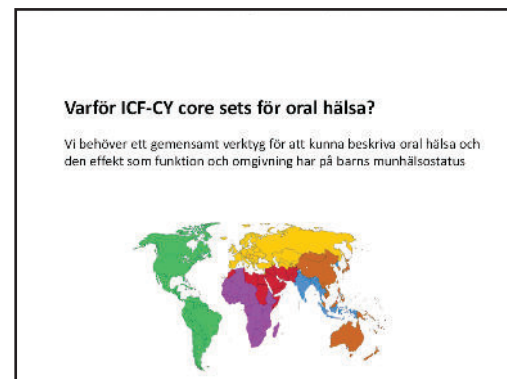 Varför ICF-CY core sets för oral hälsa?
Vi behöver ett gemensamt verktyg för att kunna beskriva oral hälsa och
den effekt som funktion och omgivning har på barns munhälsostatus